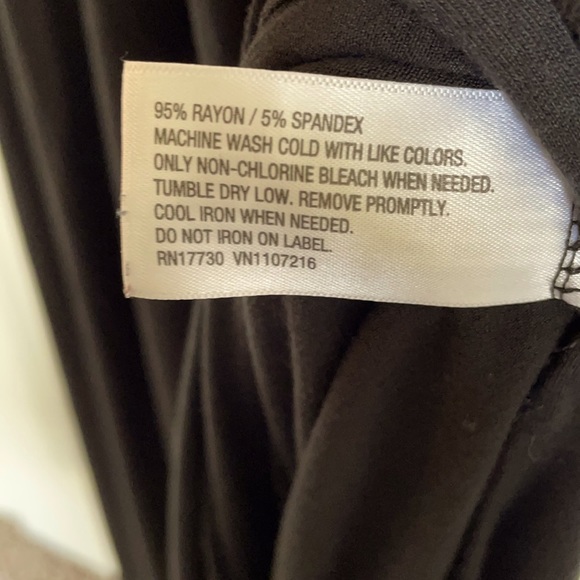 95% RAYON / 5% SPANDEX
MACHINE WASH COLD WITH LIKE COLORS.
ONLY NON-CHLORINE BLEACH WHEN NEEDED.
TUMBLE DRY LOW. REMOVE PROMPTLY.
COOL IRON WHEN NEEDED.
DO NOT IRON ON LABEL.
RN17730 VN1107216